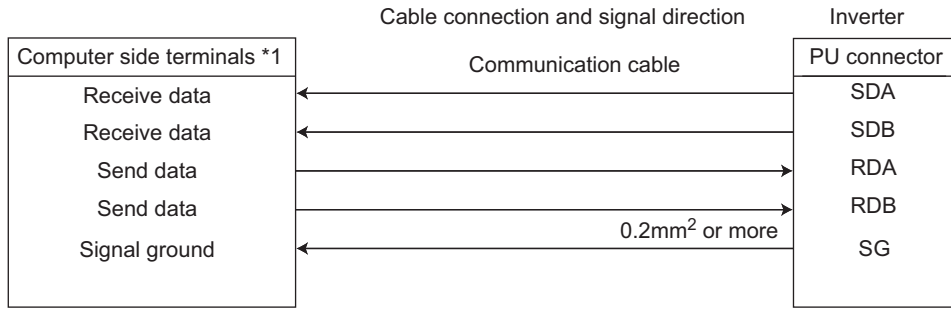 Cable connection and signal direction Inverter
Computer side terminals *1 Communication cable PU connector
Receive data SDA
Receive data SDB
Send data RDA
Send data RDB
0.2mm² or more
Signal ground SG